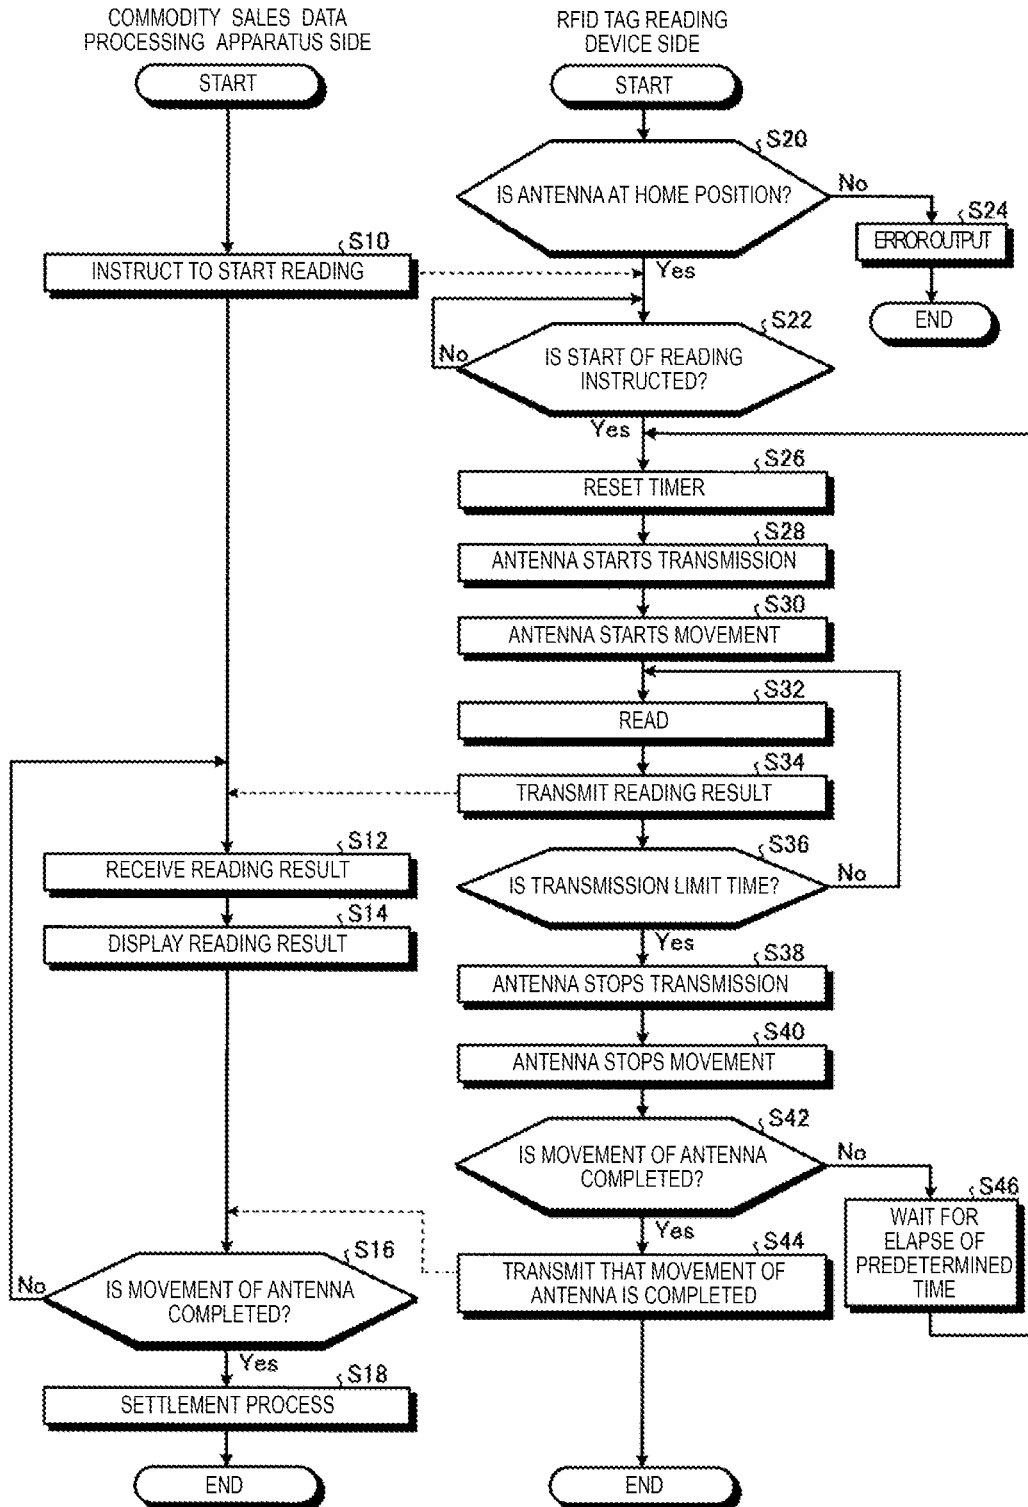 COMMODITY SALES DATA
PROCESSING APPARATUS SIDE
START
S10
INSTRUCT TO START READING
S12
RECEIVE READING RESULT
S14
DISPLAY READING RESULT
S16
No
IS MOVEMENT OF ANTENNA
COMPLETED?
Yes
S18
SETTLEMENT PROCESS
END
RFID TAG READING
DEVICE SIDE
START
S20
IS ANTENNA AT HOME POSITION?
No
S24
ERROR OUTPUT
END
Yes
S22
No
IS START OF READING
INSTRUCTED?
Yes
S26
RESET TIMER
S28
ANTENNA STARTS TRANSMISSION
S30
ANTENNA STARTS MOVEMENT
S32
READ
S34
TRANSMIT READING RESULT
S36
IS TRANSMISSION LIMIT TIME?
No
Yes
S38
ANTENNA STOPS TRANSMISSION
S40
ANTENNA STOPS MOVEMENT
S42
IS MOVEMENT OF ANTENNA
COMPLETED?
No
S46
WAIT FOR
ELAPSE OF
PREDETERMINED
TIME
Yes
S44
TRANSMIT THAT MOVEMENT OF
ANTENNA IS COMPLETED
END